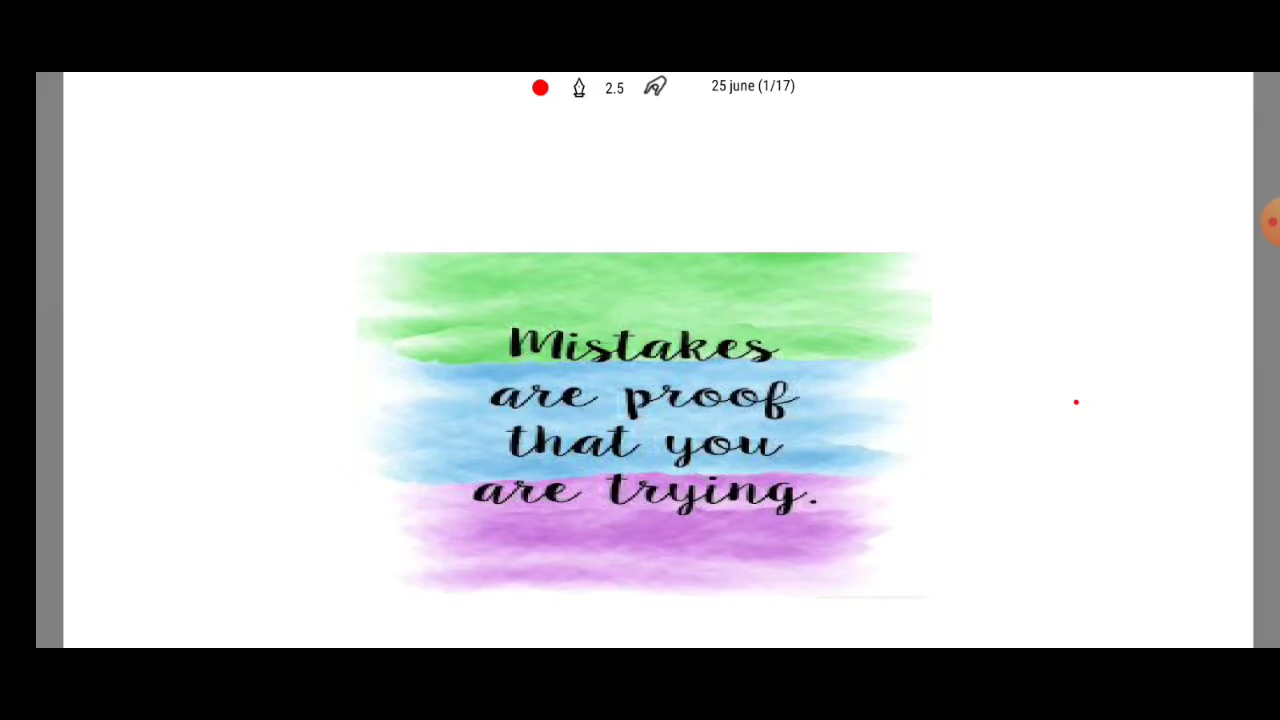 2.5 25 june (1/17)
Mistakes
are proof
that you
are trying.